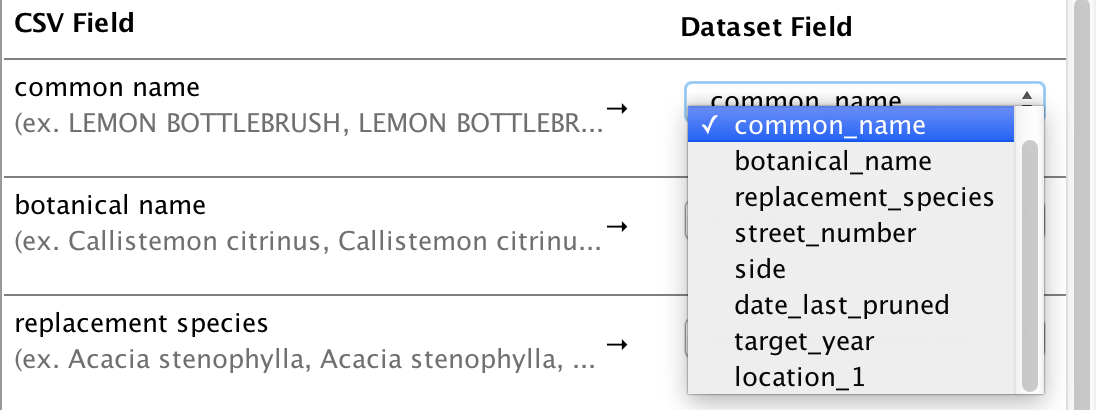 CSV Field
Dataset Field
common name
(ex. LEMON BOTTLEBRUSH, LEMON BOTTLEBR...
→
common_name
✓ common_name
botanical_name
replacement_species
street_number
side
date_last_pruned
target_year
location_1
botanical name
(ex. Callistemon citrinus, Callistemon citrinu...
→
replacement species
(ex. Acacia stenophylla, Acacia stenophylla, ...
→